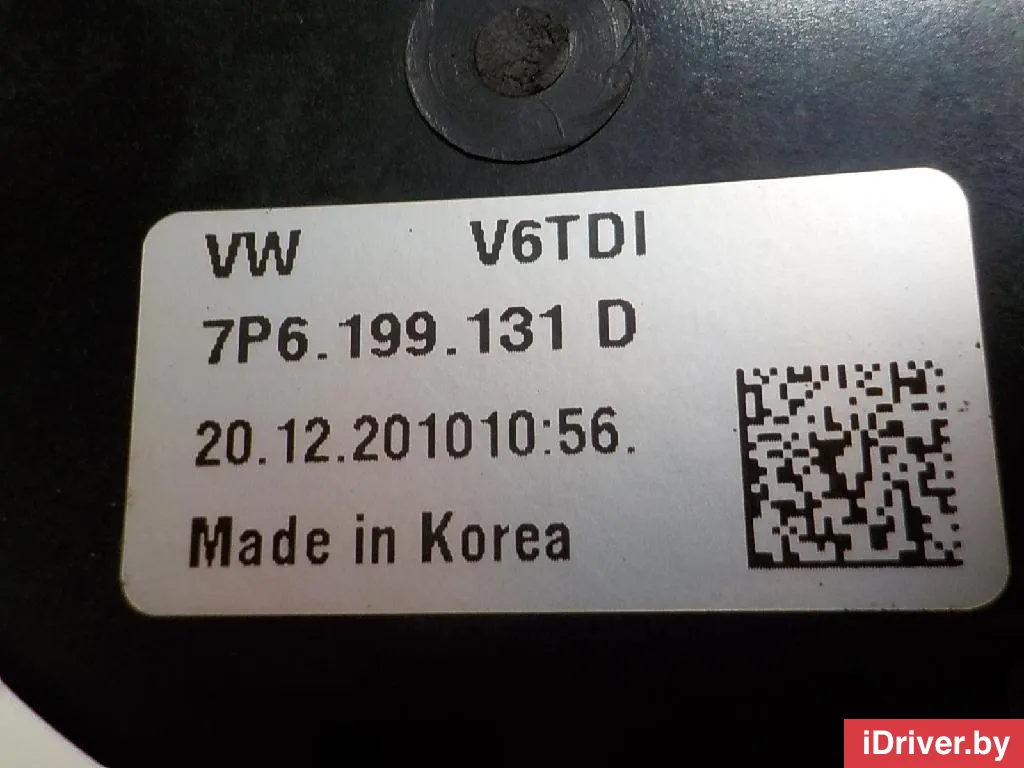 VW V6TDI
7P6.199.131 D
20.12.201010:56.
Made in Korea
iDriver.by